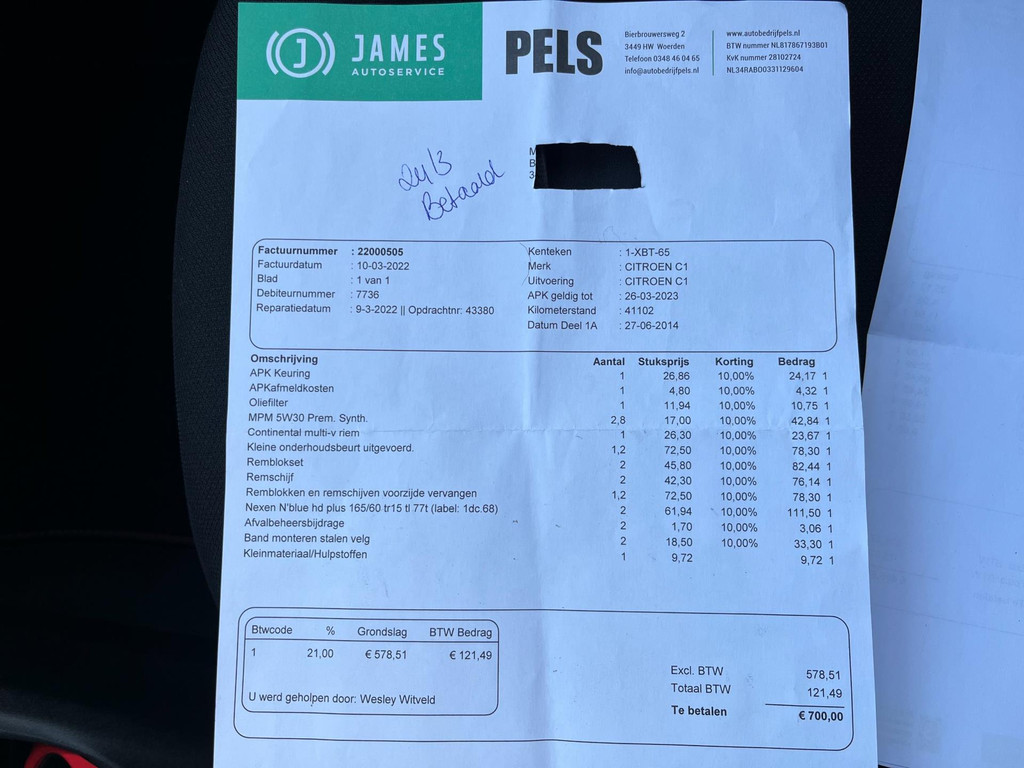 JAMES
AUTOSERVICE
PELS
Bierbrouwersweg 2
3449 HW Woerden
Telefoon 0348 46 04 65
info@autobedrijfpels.nl
www.autobedrijfpels.nl
BTW nummer NL817867193B01
KvK nummer 28102724
NL34RABO0331129604
24/3
Betaald
Factuurnummer : 22000505
Factuurdatum : 10-03-2022
Blad : 1 van 1
Debiteurnummer : 7736
Reparatiedatum : 9-3-2022 || Opdrachtnr: 43380
Kenteken : 1-XBT-65
Merk : CITROEN C1
Uitvoering : CITROEN C1
APK geldig tot : 26-03-2023
Kilometerstand : 41102
Datum Deel 1A : 27-06-2014
Omschrijving Aantal Stuksprijs Korting Bedrag
APK Keuring 1 26,86 10,00% 24,17 1
APKafmeldkosten 1 4,80 10,00% 4,32 1
Oliefilter 1 11,94 10,00% 10,75 1
MPM 5W30 Prem. Synth. 2,8 17,00 10,00% 42,84 1
Continental multi-v riem 1 26,30 10,00% 23,67 1
Kleine onderhoudsbeurt uitgevoerd. 1,2 72,50 10,00% 78,30 1
Remblokset 2 45,80 10,00% 82,44 1
Remschijf 2 42,30 10,00% 76,14 1
Remblokken en remschijven voorzijde vervangen 1,2 72,50 10,00% 78,30 1
Nexen N'blue hd plus 165/60 tr15 tl 77t (label: 1dc.68) 2 61,94 10,00% 111,50 1
Afvalbeheersbijdrage 2 1,70 10,00% 3,06 1
Band monteren stalen velg 2 18,50 10,00% 33,30 1
Kleinmateriaal/Hulpstoffen 1 9,72 9,72 1
Btwcode % Grondslag BTW Bedrag
1 21,00 € 578,51 € 121,49
U werd geholpen door: Wesley Witveld
Excl. BTW 578,51
Totaal BTW 121,49
Te betalen € 700,00